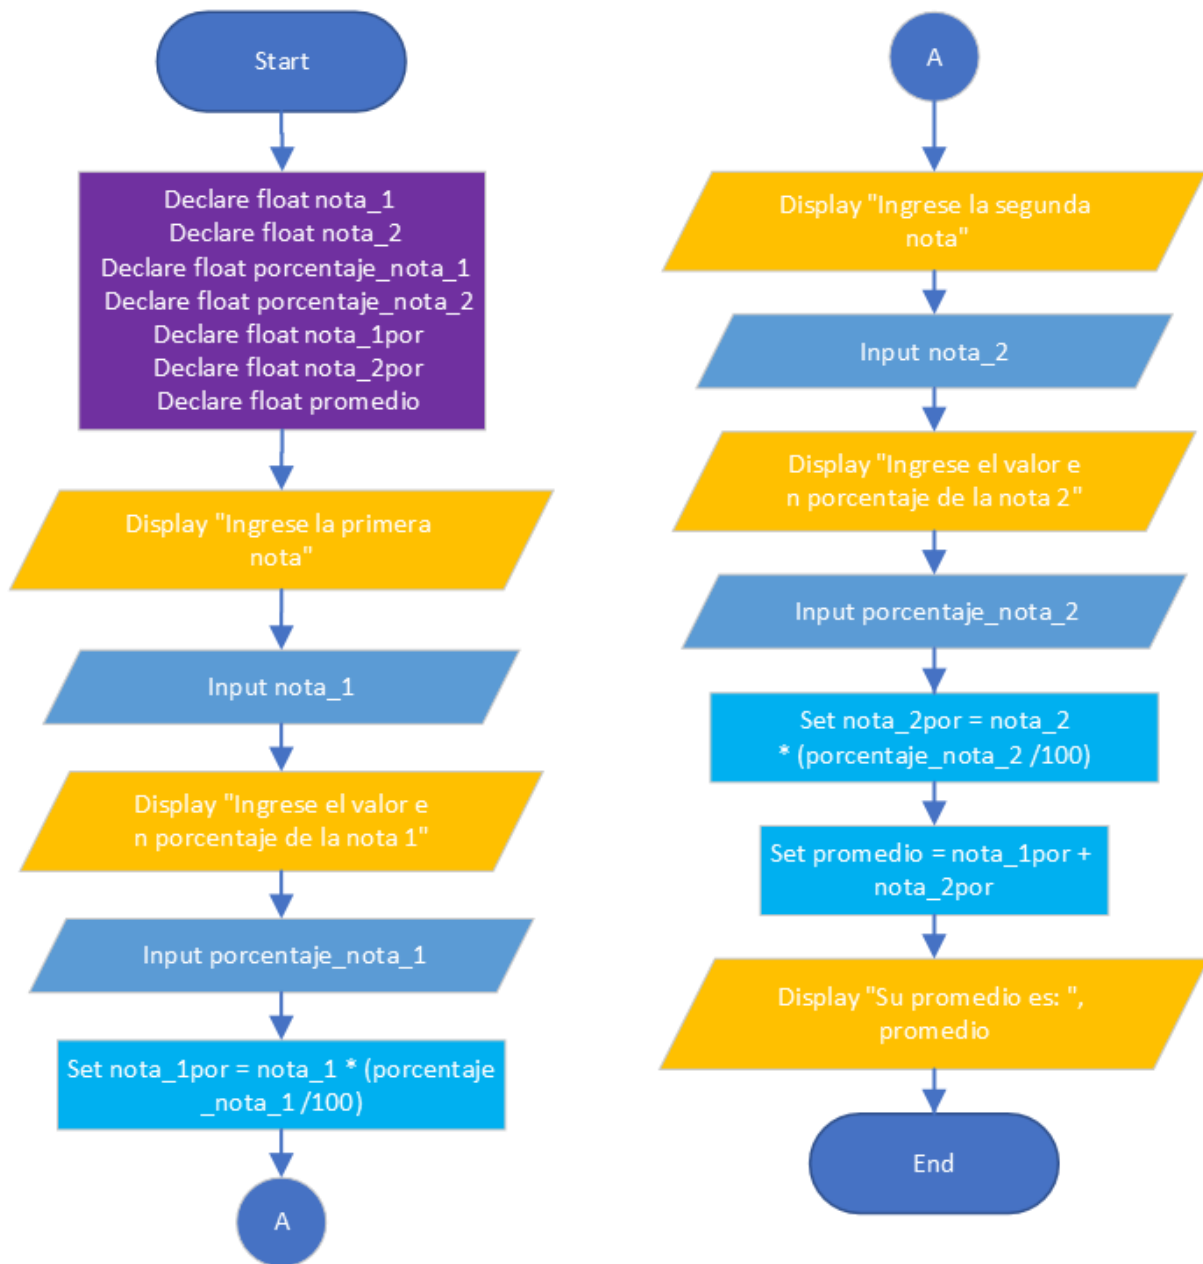 Start
Declare float nota_1
Declare float nota_2
Declare float porcentaje_nota_1
Declare float porcentaje_nota_2
Declare float nota_1por
Declare float nota_2por
Declare float promedio
Display "Ingrese la primera
nota"
Input nota_1
Display "Ingrese el valor e
n porcentaje de la nota 1"
Input porcentaje_nota_1
Set nota_1por = nota_1 * (porcentaje
_nota_1 /100)
A
A
Display "Ingrese la segunda
nota"
Input nota_2
Display "Ingrese el valor e
n porcentaje de la nota 2"
Input porcentaje_nota_2
Set nota_2por = nota_2
* (porcentaje_nota_2 /100)
Set promedio = nota_1por +
nota_2por
Display "Su promedio es: ",
promedio
End